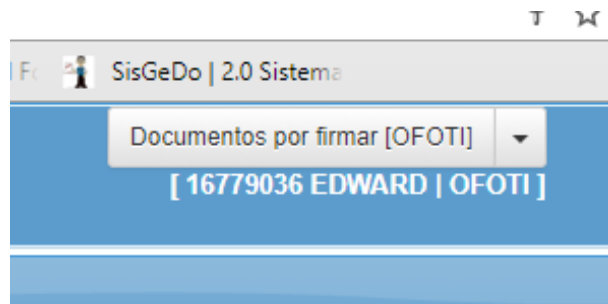 SisGeDo | 2.0 Sistema
Documentos por firmar [OFOTI]
[ 16779036 EDWARD | OFOTI ]